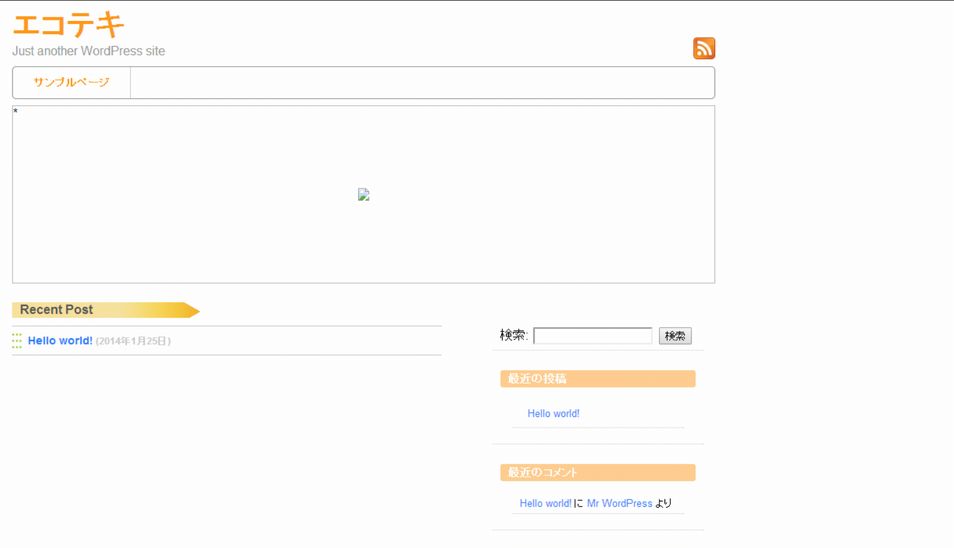 エコテキ
Just another WordPress site
サンプルページ
*
Recent Post
Hello world! (2014年1月25日)
検索: 検索
最近の投稿
Hello world!
最近のコメント
Hello world! に Mr WordPress より